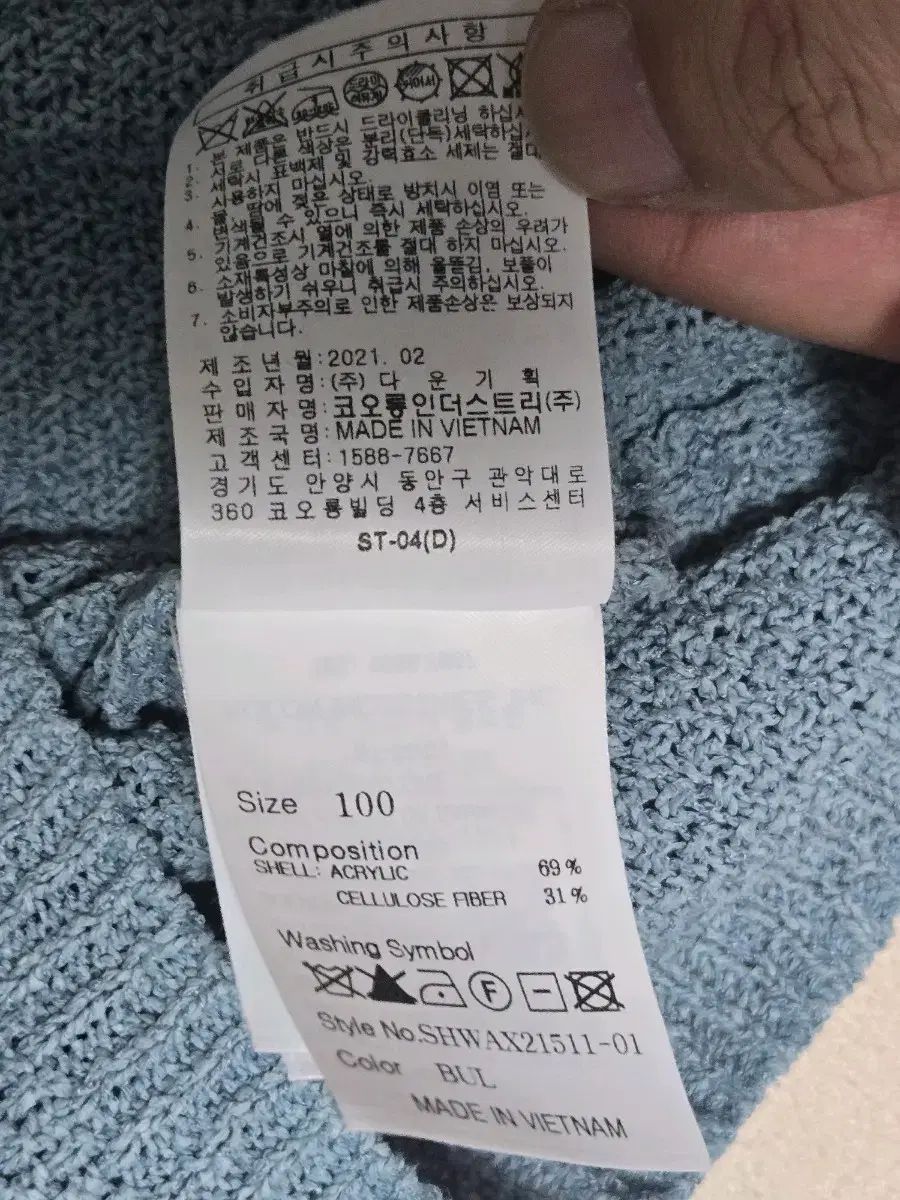 취급시주의사항
드라이
1. 본 제품은 반드시 드라이클리닝 하십시
2. 서로 다른 색상은 분리(단독)세탁하십시
3. 세탁시 표백제 및 강력효소 세제는 절대
사용하지 마십시오.
4. 물, 땀에 젖은 상태로 방치시 이염 또는
변색될 수 있으니 즉시 세탁하십시오.
5. 기계건조시 열에 의한 제품 손상의 우려가
있음으로 기계건조를 절대 하지 마십시오.
6. 소재특성상 마찰에 의해 올뜯김, 보풀이
발생하기 쉬우니 취급시 주의하십시오.
7. 소비자부주의로 인한 제품손상은 보상되지
않습니다.
제조년월:2021. 02
수입자명:(주)다운기획
판매자명:코오롱인더스트리(주)
제조국명:MADE IN VIETNAM
고객센터:1588-7667
경기도 안양시 동안구 관악대로
360 코오롱빌딩 4층 서비스센터
ST-04(D)
Size 100
Composition
SHELL: ACRYLIC 69%
CELLULOSE FIBER 31%
Washing Symbol
F
Style No.SHWAX21511-01
Color BUL
MADE IN VIETNAM